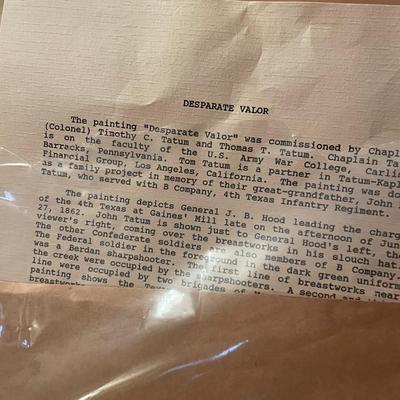 DESPARATE VALOR
The painting "Desparate Valor" was commissioned by Chapl
(Colonel) Timothy C. Tatum and Thomas T. Tatum. Chaplain Ta
is on the faculty of the U.S. Army War College, Carli
Barracks, Pennsylvania. Tom Tatum is a partner in Tatum-Kapl
Financial Group, Los Angeles, California. The painting was do
as a family project in memory of their great-grandfather, John
Tatum, who served with B Company, 4th Texas Infantry Regiment.
The painting depicts General J. B. Hood leading the charg
of the 4th Texas at Gaines' Mill late on the afternoon of Jun
27, 1862. John Tatum is shown just to General Hood's left, the
viewer's right, coming over the breastworks in his slouch hat.
The other Confederate soldiers are also members of B Company.
The Federal soldier in the foreground in the dark green uniform
was a Berdan sharpshooter. The first line of breastworks near
the creek were occupied by the sharpshooters. A second and
line were occupied by two brigades of
painting shows the
breastworks